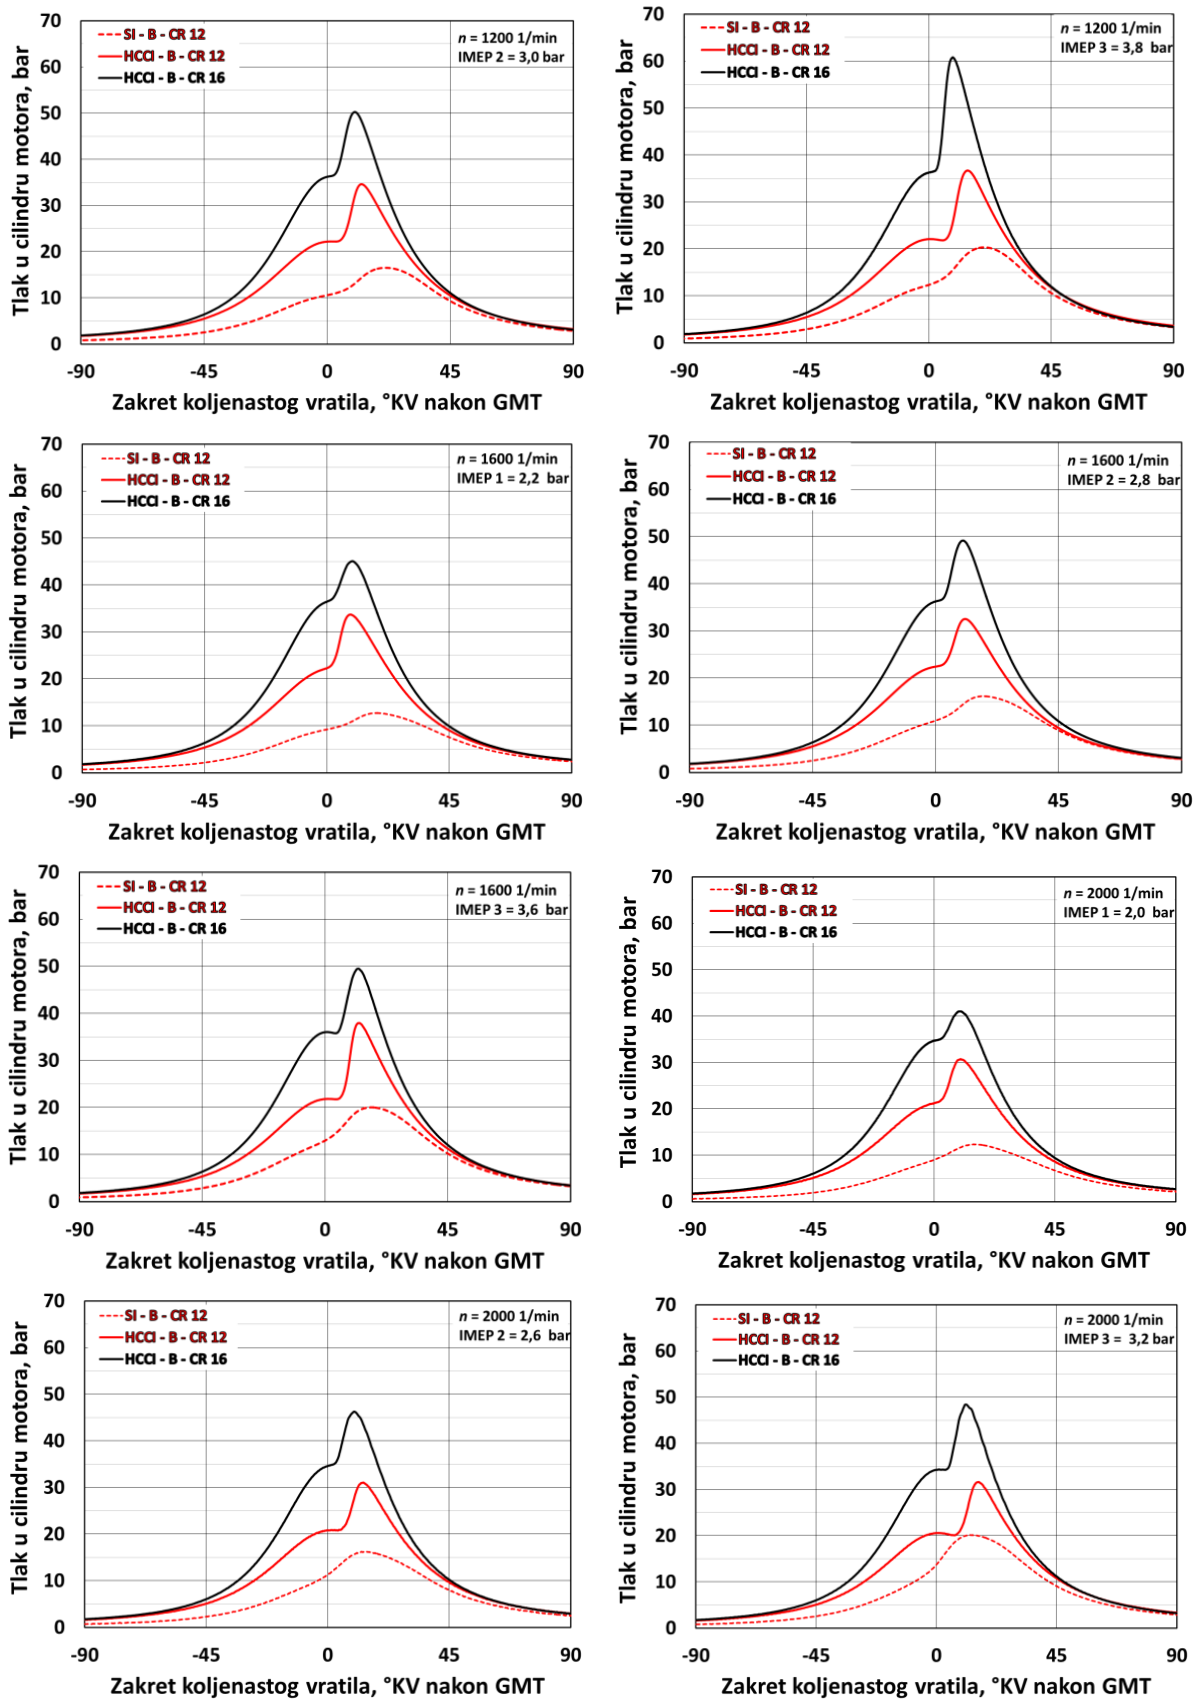 Tlak u cilindru motora, bar
70
60
50
40
30
20
10
0
SI - B - CR 12
HCCI - B - CR 12
HCCI - B - CR 16
n = 1200 1/min
IMEP 2 = 3,0 bar
-90 -45 0 45 90
Zakret koljenastog vratila, °KV nakon GMT
Tlak u cilindru motora, bar
70
60
50
40
30
20
10
0
SI - B - CR 12
HCCI - B - CR 12
HCCI - B - CR 16
n = 1200 1/min
IMEP 3 = 3,8 bar
-90 -45 0 45 90
Zakret koljenastog vratila, °KV nakon GMT
Tlak u cilindru motora, bar
70
60
50
40
30
20
10
0
SI - B - CR 12
HCCI - B - CR 12
HCCI - B - CR 16
n = 1600 1/min
IMEP 1 = 2,2 bar
-90 -45 0 45 90
Zakret koljenastog vratila, °KV nakon GMT
Tlak u cilindru motora, bar
70
60
50
40
30
20
10
0
SI - B - CR 12
HCCI - B - CR 12
HCCI - B - CR 16
n = 1600 1/min
IMEP 2 = 2,8 bar
-90 -45 0 45 90
Zakret koljenastog vratila, °KV nakon GMT
Tlak u cilindru motora, bar
70
60
50
40
30
20
10
0
SI - B - CR 12
HCCI - B - CR 12
HCCI - B - CR 16
n = 1600 1/min
IMEP 3 = 3,6 bar
-90 -45 0 45 90
Zakret koljenastog vratila, °KV nakon GMT
Tlak u cilindru motora, bar
70
60
50
40
30
20
10
0
SI - B - CR 12
HCCI - B - CR 12
HCCI - B - CR 16
n = 2000 1/min
IMEP 1 = 2,0 bar
-90 -45 0 45 90
Zakret koljenastog vratila, °KV nakon GMT
Tlak u cilindru motora, bar
70
60
50
40
30
20
10
0
SI - B - CR 12
HCCI - B - CR 12
HCCI - B - CR 16
n = 2000 1/min
IMEP 2 = 2,6 bar
-90 -45 0 45 90
Zakret koljenastog vratila, °KV nakon GMT
Tlak u cilindru motora, bar
70
60
50
40
30
20
10
0
SI - B - CR 12
HCCI - B - CR 12
HCCI - B - CR 16
n = 2000 1/min
IMEP 3 = 3,2 bar
-90 -45 0 45 90
Zakret koljenastog vratila, °KV nakon GMT